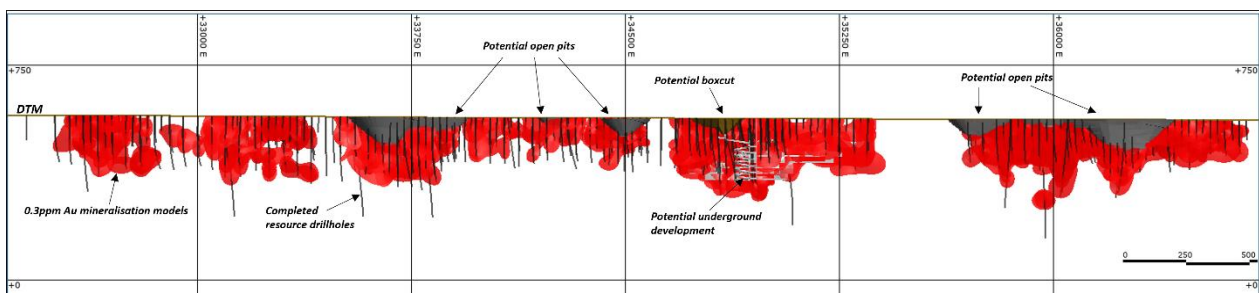 +33000 E
+33750 E
+34500 E
+35250 E
+36000 E
Potential open pits
Potential boxcut
Potential open pits
+750
+750
DTM
0.3ppm Au mineralisation models
Completed
resource drillholes
Potential underground
development
0 250 500
+0
+0